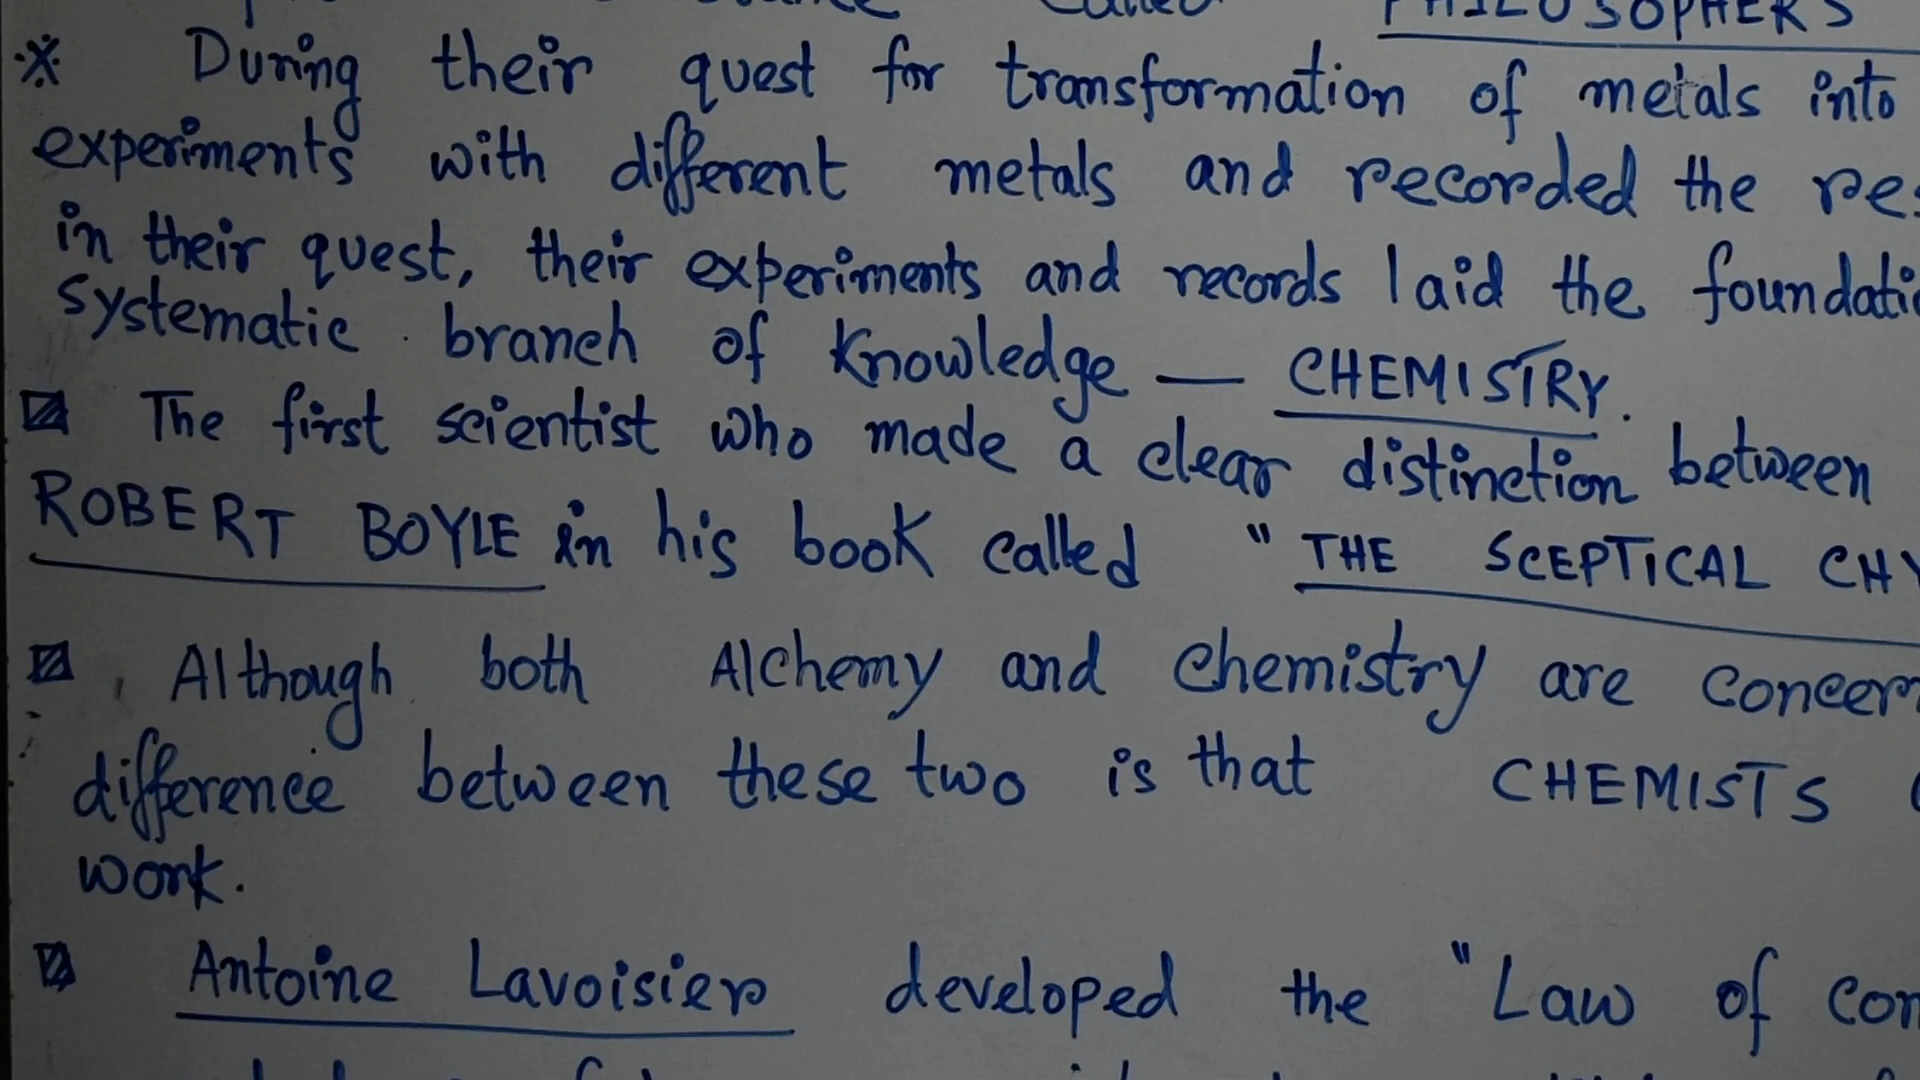 called PHILOSOPHERS
※ During their quest for transformation of metals into
experiments with different metals and recorded the
in their quest, their experiments and records laid the
systematic branch of Knowledge — CHEMISTRY.
The first scientist who made a clear distinction between
ROBERT BOYLE in his book called "THE SCEPTICAL
Although both Alchemy and Chemistry are
difference between these two is that CHEMISTS
work.
Antoine Lavoisier developed the "Law of